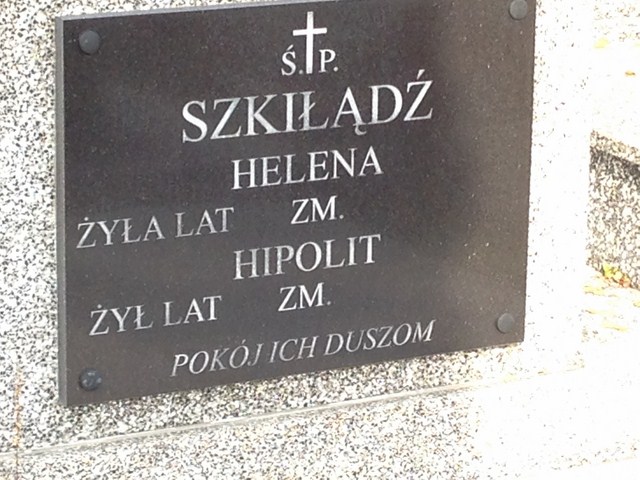 Ś. P.
SZKIŁĄDŹ
HELENA
ŻYŁA LAT ZM.
HIPOLIT
ŻYŁ LAT ZM.
POKÓJ ICH DUSZOM